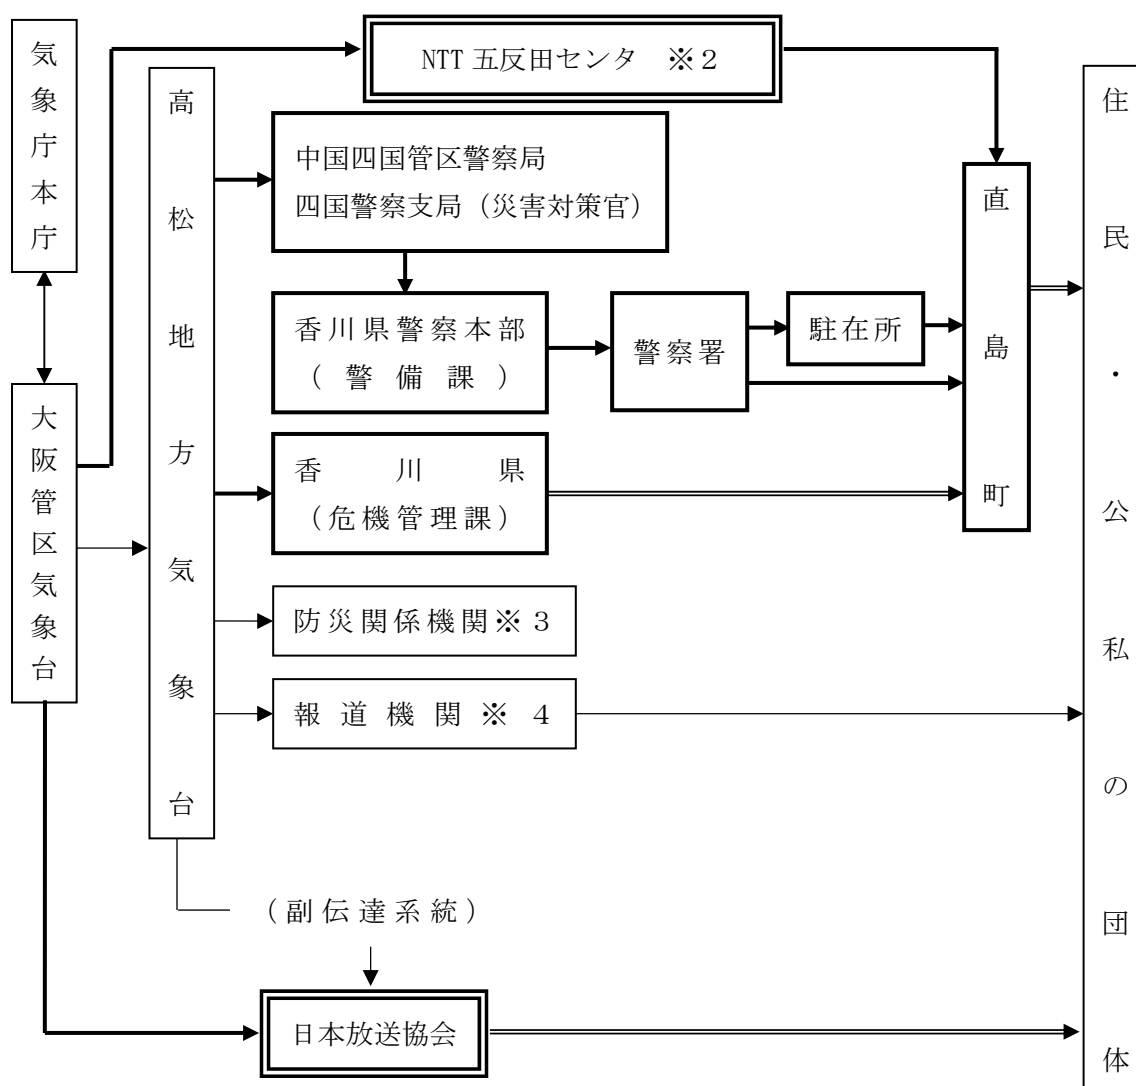 気象庁本庁
大阪管区気象台
高松地方気象台
NTT 五反田センタ ※２
中国四国管区警察局
四国警察支局（災害対策官）
香川県警察本部
（警備課）
警察署
駐在所
直島町
香川県
（危機管理課）
防災関係機関※３
報道機関※４
（副伝達系統）
日本放送協会
住民・公私の団体